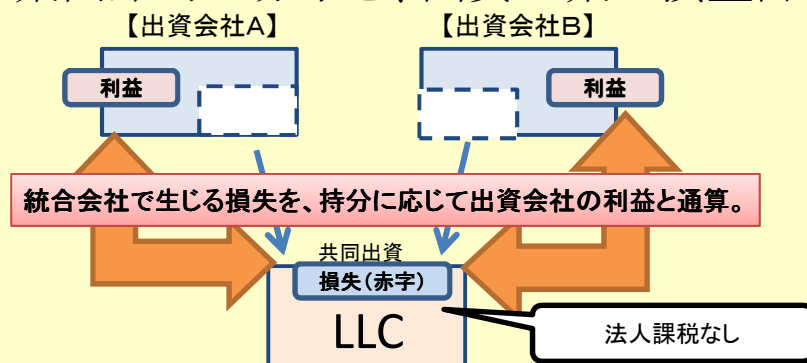 【出資会社A】
【出資会社B】
利益
利益
統合会社で生じる損失を、持分に応じて出資会社の利益と通算。
共同出資
損失(赤字)
LLC
法人課税なし